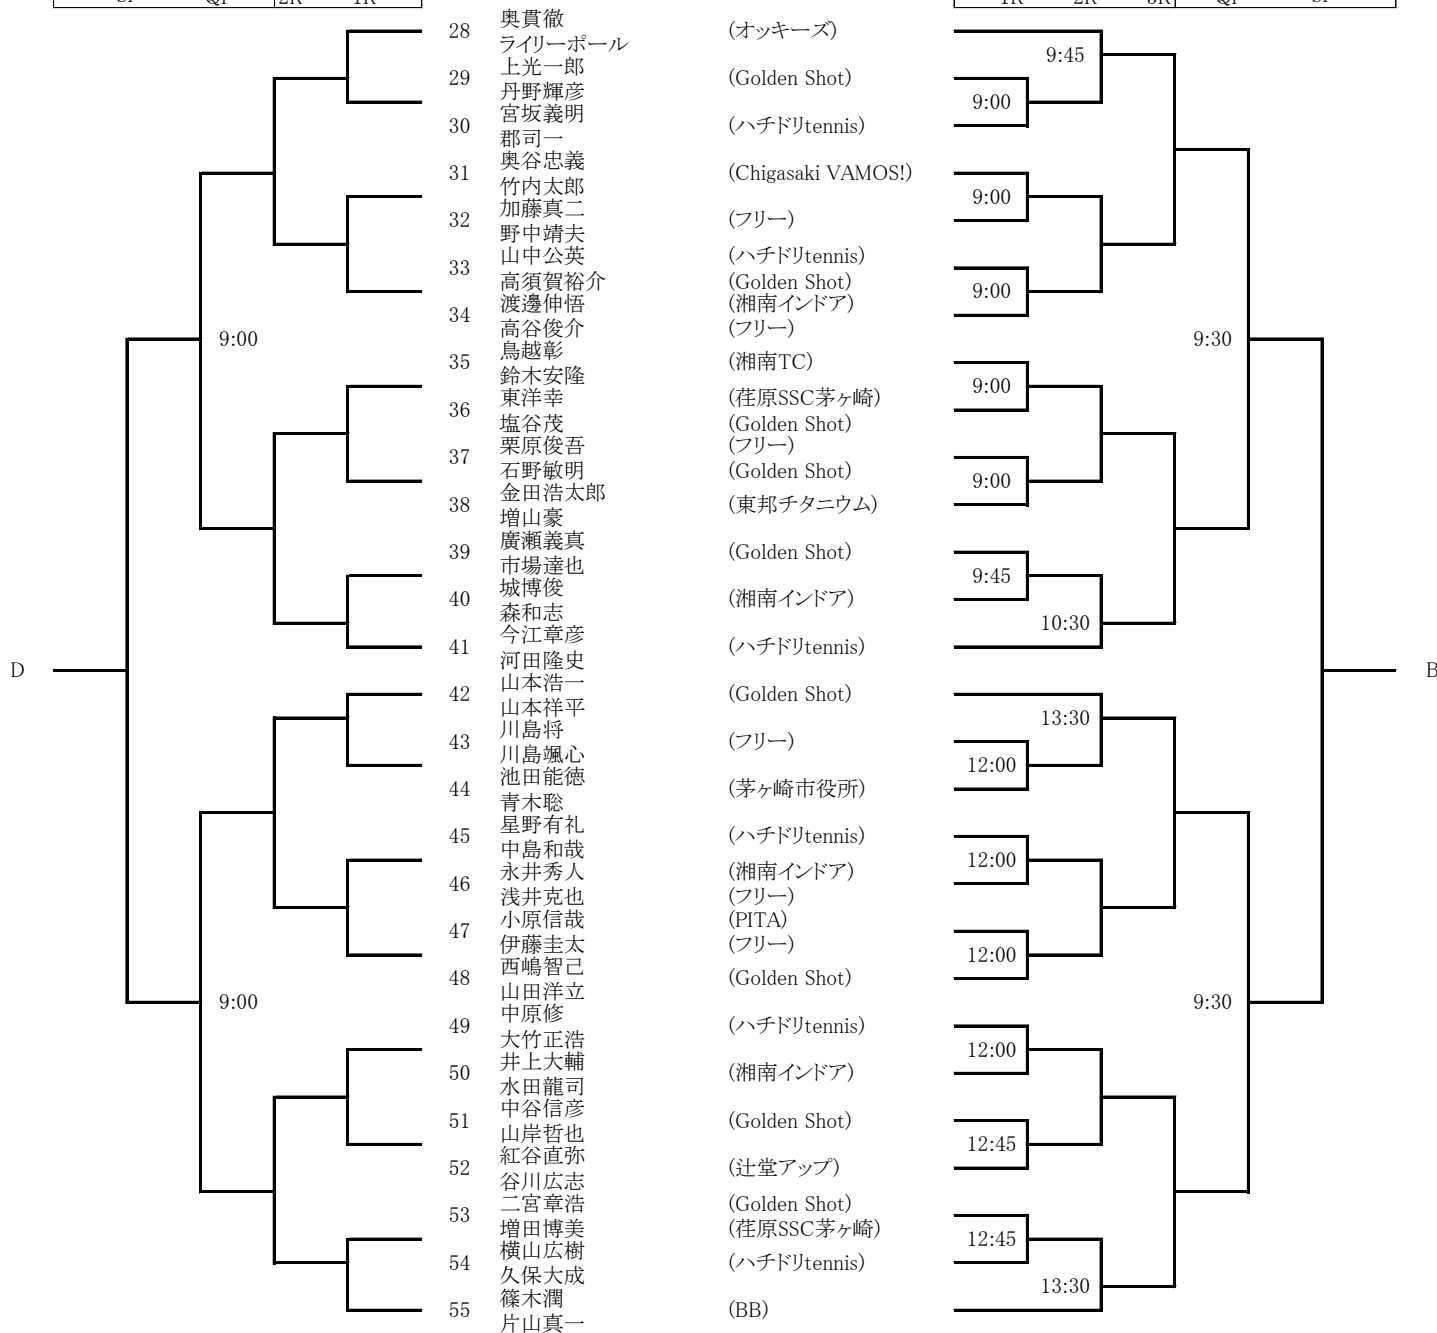 28 奥貫徹 (オッキーズ)
ライリーポール
9:45
29 上光一郎 (Golden Shot)
丹野輝彦
9:00
30 宮坂義明 (ハチドリtennis)
郡司一
31 奥谷忠義 (Chigasaki VAMOS!)
竹内太郎
9:00
32 加藤真二 (フリー)
野中靖夫
33 山中公英 (ハチドリtennis)
高須賀裕介 (Golden Shot)
9:00
34 渡邊伸悟 (湘南インドア)
高谷俊介 (フリー)
9:00
9:30
35 鳥越彰 (湘南TC)
鈴木安隆
9:00
36 東洋幸 (荏原SSC茅ヶ崎)
塩谷茂 (Golden Shot)
37 栗原俊吾 (フリー)
石野敏明 (Golden Shot)
9:00
38 金田浩太郎 (東邦チタニウム)
増山豪
39 廣瀬義真 (Golden Shot)
市場達也
9:45
40 城博俊 (湘南インドア)
森和志
10:30
41 今江章彦 (ハチドリtennis)
河田隆史
D
B
42 山本浩一 (Golden Shot)
山本祥平
13:30
43 川島将 (フリー)
川島颯心
12:00
44 池田能徳 (茅ヶ崎市役所)
青木聡
45 星野有礼 (ハチドリtennis)
中島和哉
12:00
46 永井秀人 (湘南インドア)
浅井克也 (フリー)
47 小原信哉 (PITA)
伊藤圭太 (フリー)
12:00
48 西嶋智己 (Golden Shot)
山田洋立
9:00
9:30
49 中原修 (ハチドリtennis)
大竹正浩
12:00
50 井上大輔 (湘南インドア)
水田龍司
51 中谷信彦 (Golden Shot)
山岸哲也
12:45
52 紅谷直弥 (辻堂アップ)
谷川広志
53 二宮章浩 (Golden Shot)
増田博美 (荏原SSC茅ヶ崎)
12:45
54 横山広樹 (ハチドリtennis)
久保大成
13:30
55 篠木潤 (BB)
片山真一